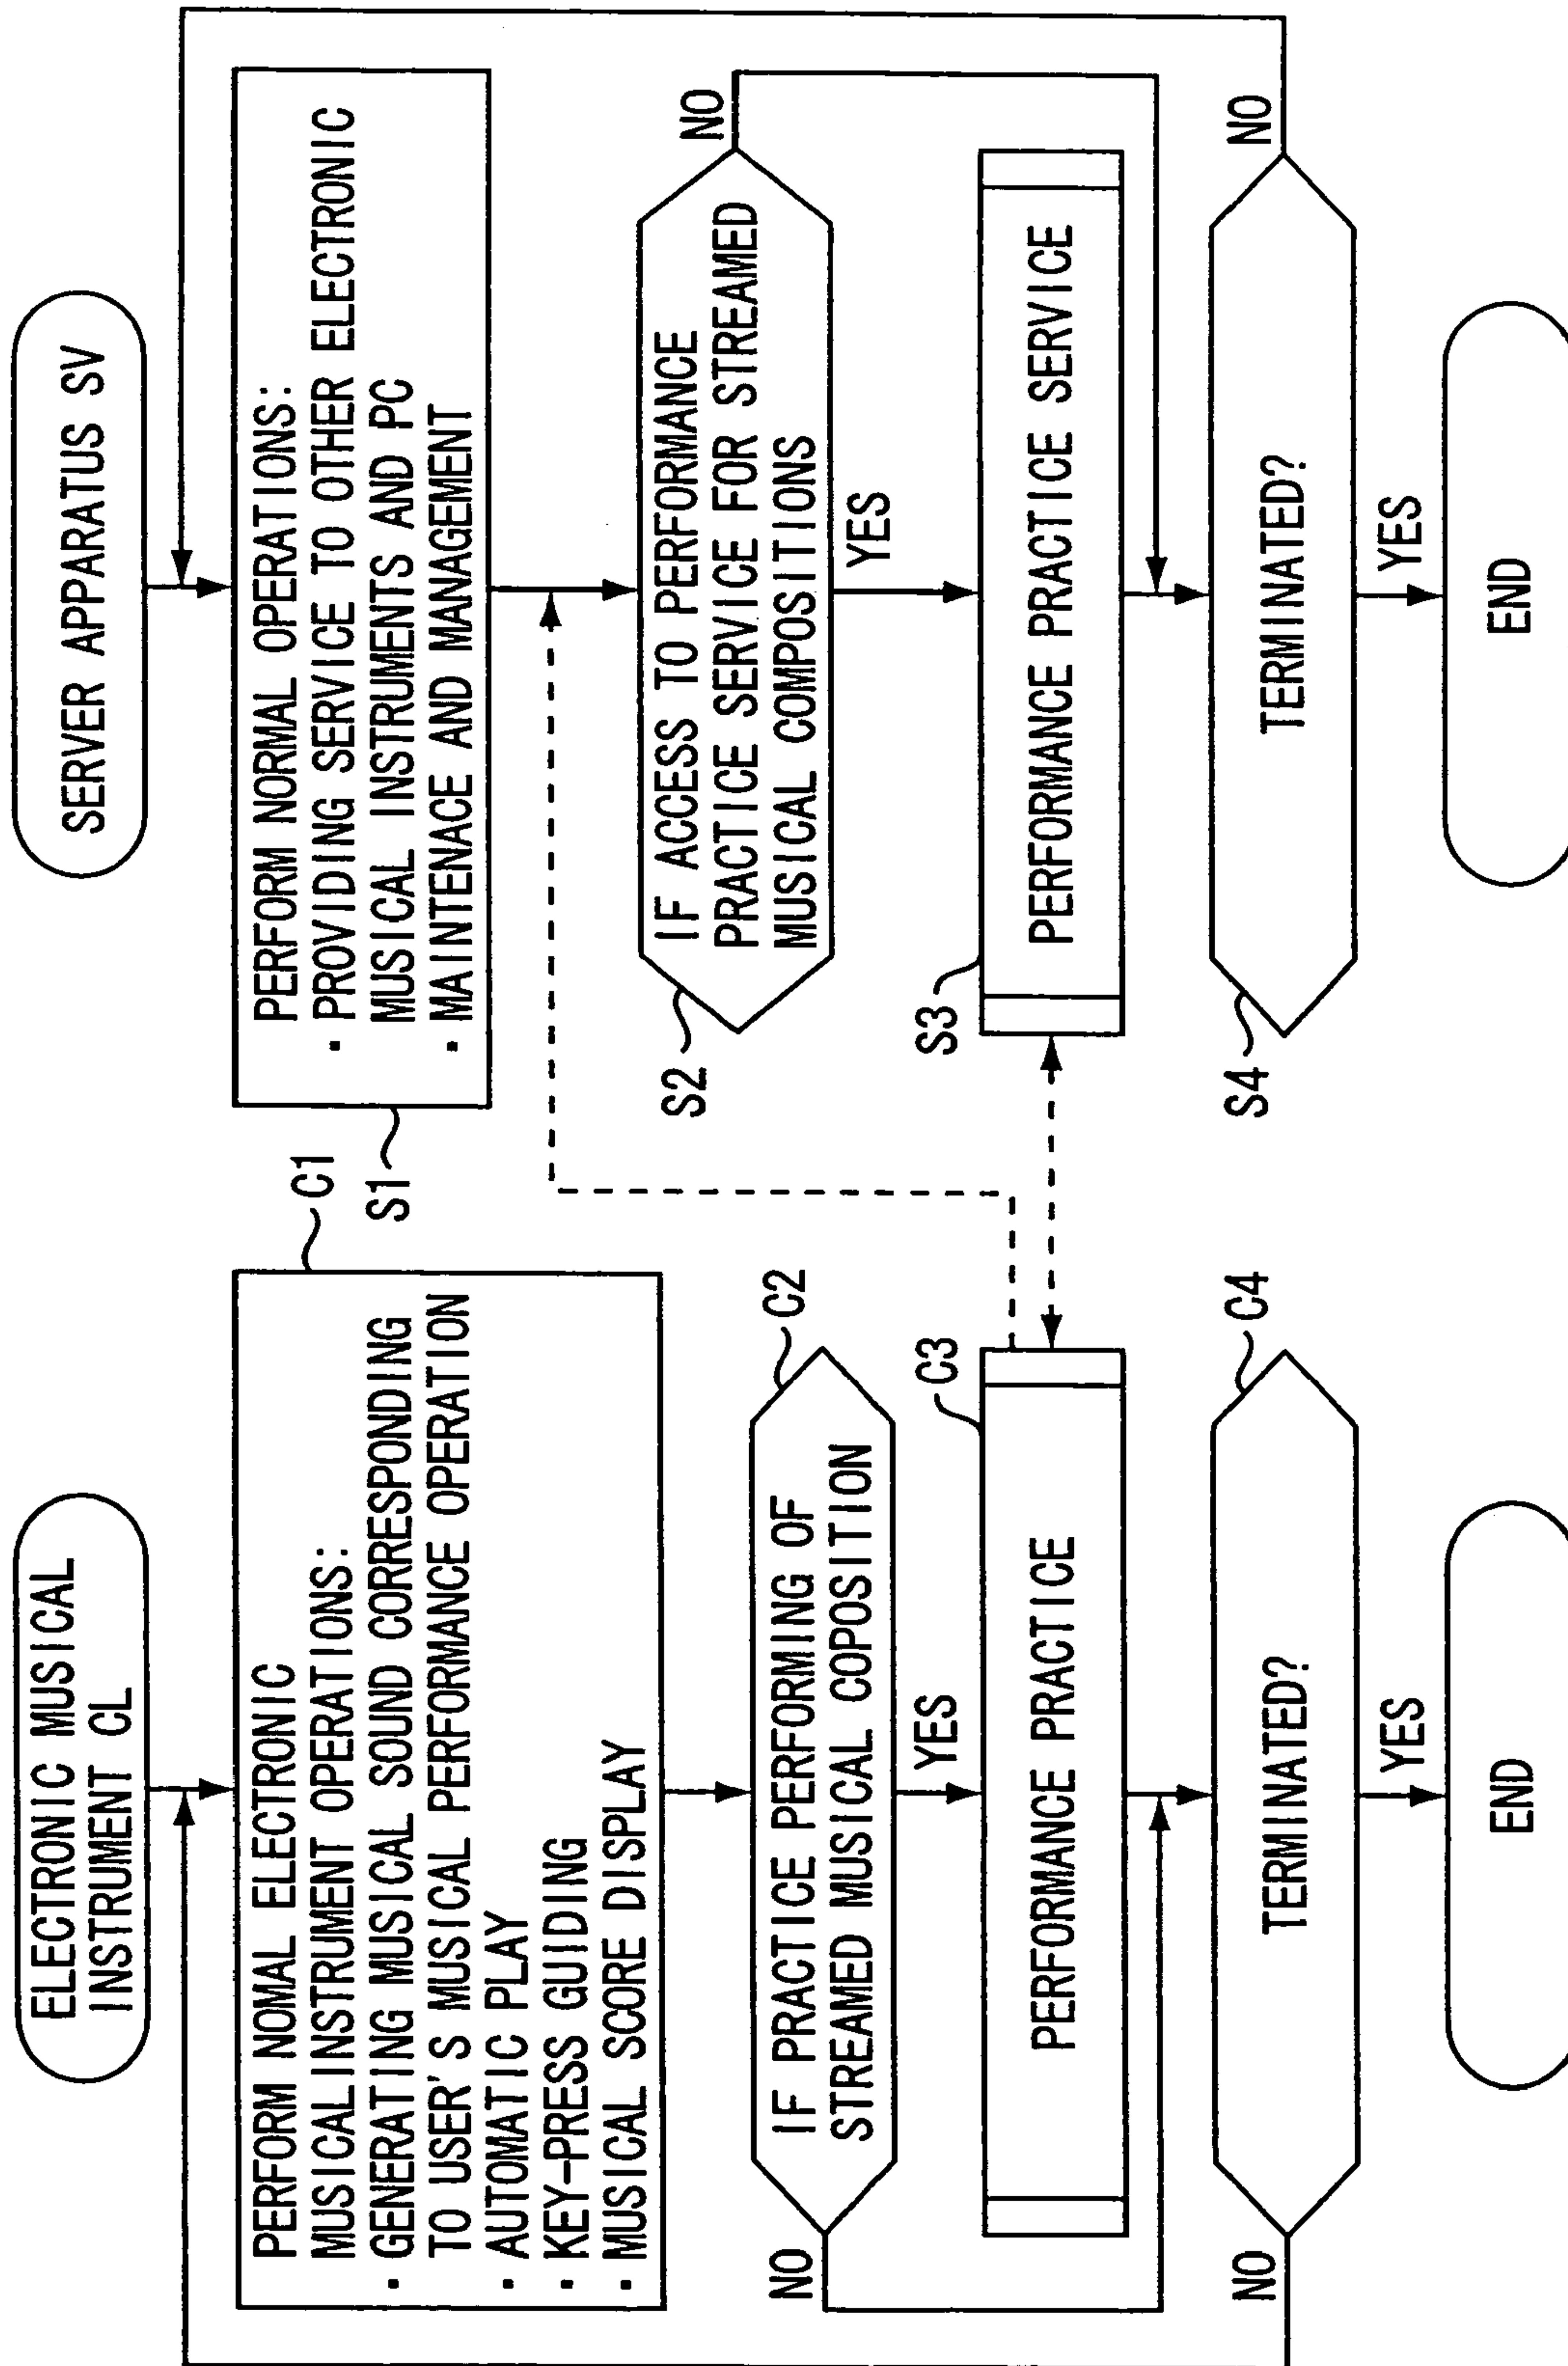 ELECTRONIC MUSICAL
INSTRUMENT CL
C1
PERFORM NOMAL ELECTRONIC
MUSICALINSTRUMENT OPERATIONS:
· GENERATING MUSICAL SOUND CORRESPONDING
TO USER'S MUSICAL PERFORMANCE OPERATION
· AUTOMATIC PLAY
· KEY-PRESS GUIDING
· MUSICAL SCORE DISPLAY
C2
IF PRACTICE PERFORMING OF
STREAMED MUSICAL COPOSITION
NO
YES
C3
PERFORMANCE PRACTICE
C4
TERMINATED?
NO
YES
END
SERVER APPARATUS SV
S1
PERFORM NORMAL OPERATIONS:
· PROVIDING SERVICE TO OTHER ELECTRONIC
MUSICAL INSTRUMENTS AND PC
· MAINTENACE AND MANAGEMENT
S2
IF ACCESS TO PERFORMANCE
PRACTICE SERVICE FOR STREAMED
MUSICAL COMPOSITIONS
NO
YES
S3
PERFORMANCE PRACTICE SERVICE
S4
TERMINATED?
NO
YES
END